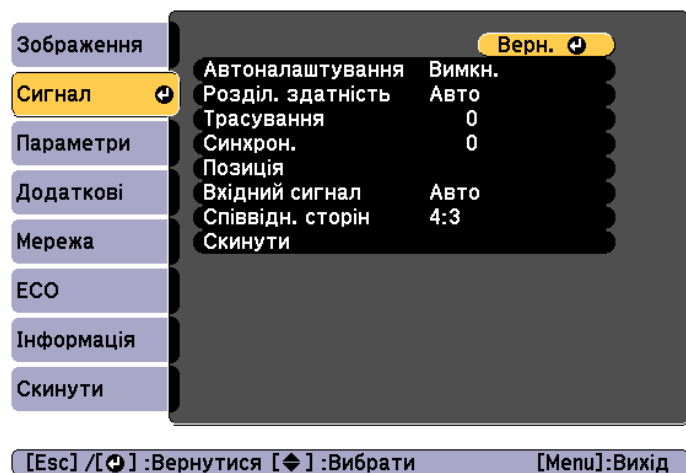 Зображення
Сигнал
Параметри
Додаткові
Мережа
ECO
Інформація
Скинути
Верн.
Автоналаштування Вимкн.
Розділ. здатність Авто
Трасування 0
Синхрон. 0
Позиція
Вхідний сигнал Авто
Співвідн. сторін 4:3
Скинути
[Esc] /[ ] :Вернутися [ ] :Вибрати [Menu]:Вихід